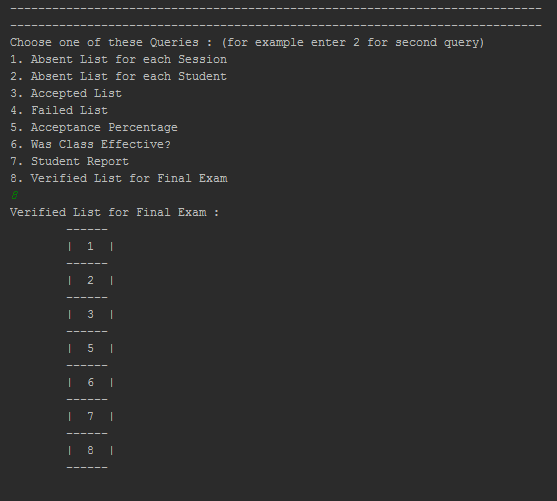 ----------------------------------------------------------------------------
----------------------------------------------------------------------------
Choose one of these Queries : (for example enter 2 for second query)
1. Absent List for each Session
2. Absent List for each Student
3. Accepted List
4. Failed List
5. Acceptance Percentage
6. Was Class Effective?
7. Student Report
8. Verified List for Final Exam
8
Verified List for Final Exam :
------
| 1 |
------
| 2 |
------
| 3 |
------
| 5 |
------
| 6 |
------
| 7 |
------
| 8 |
------